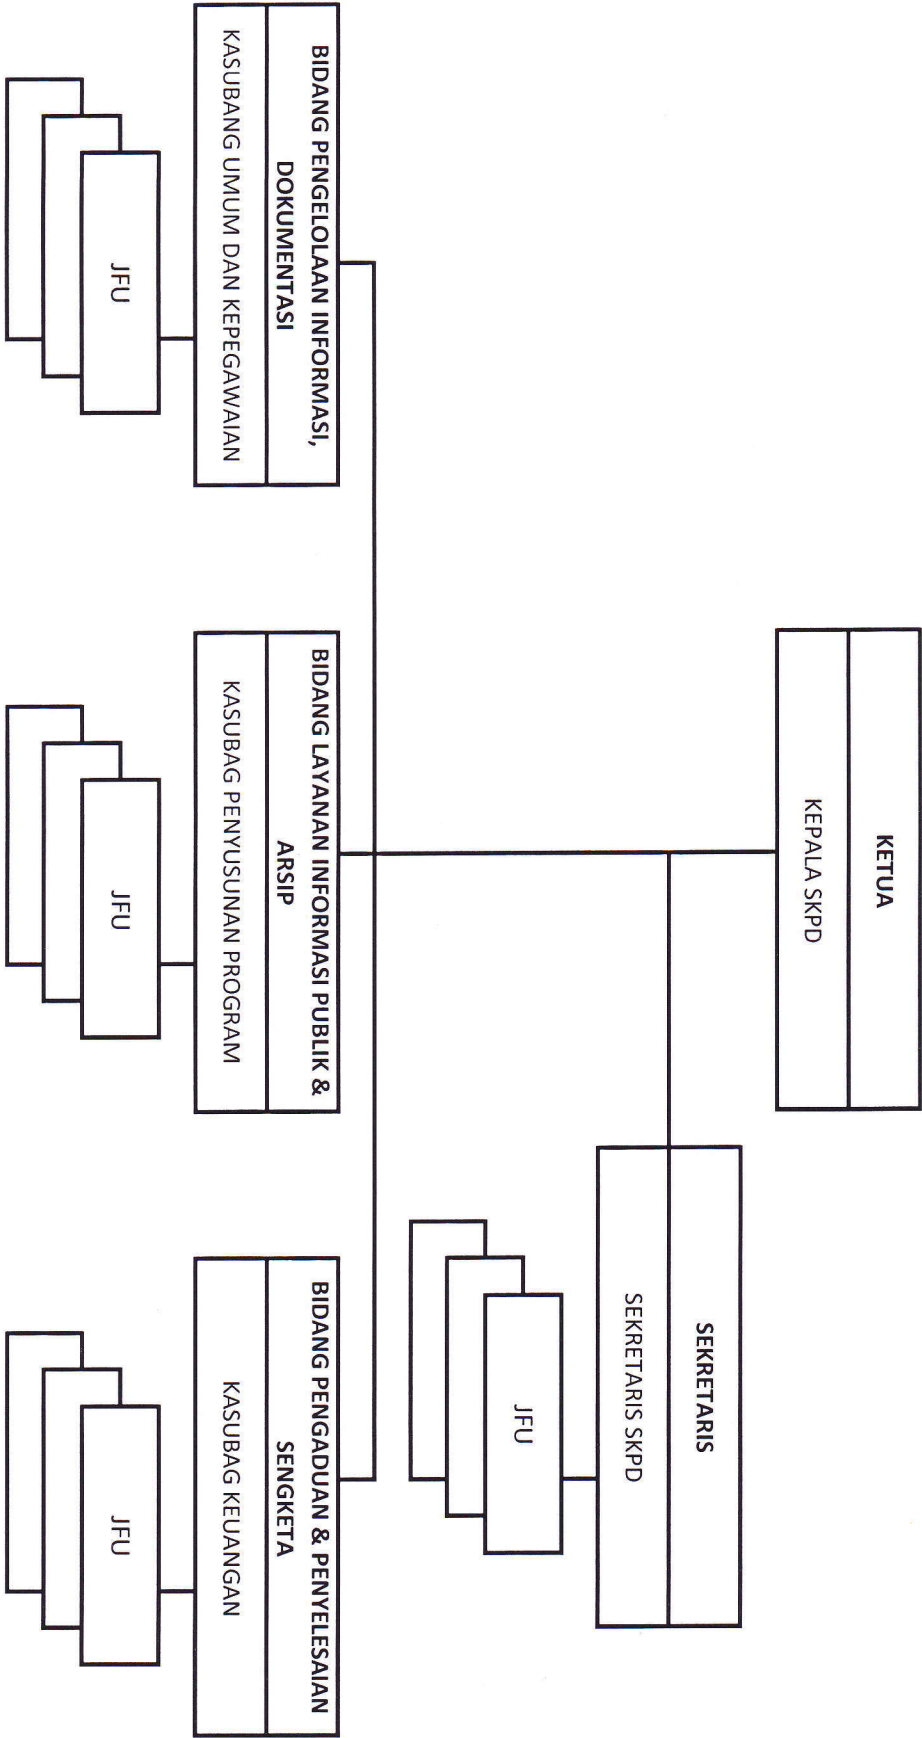 KETUA
KEPALA SKPD
SEKRETARIS
SEKRETARIS SKPD
JFU
BIDANG PENGELOLAAN INFORMASI,
DOKUMENTASI
KASUBANG UMUM DAN KEPEGAWAIAN
JFU
BIDANG LAYANAN INFORMASI PUBLIK &
ARSIP
KASUBAG PENYUSUNAN PROGRAM
JFU
BIDANG PENGADUAN & PENYELESAIAN
SENGKETA
KASUBAG KEUANGAN
JFU